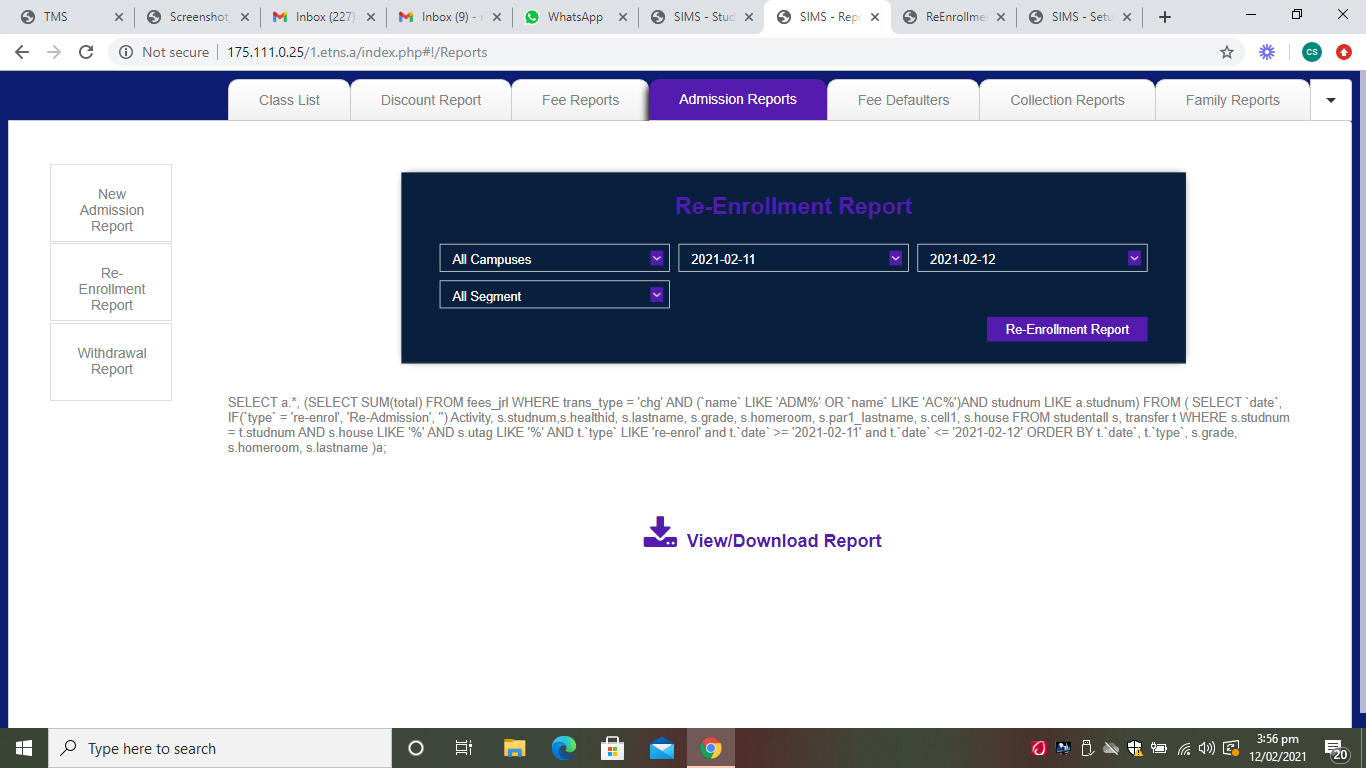 TMS
Screenshot
Inbox (227)
Inbox (9) -
WhatsApp
SIMS - Stud
SIMS - Repo
ReEnrollme
SIMS - Setu
Not secure
175.111.0.25/1.etns.a/index.php#!/Reports
CS
Class List
Discount Report
Fee Reports
Admission Reports
Fee Defaulters
Collection Reports
Family Reports
New
Admission
Report
Re-
Enrollment
Report
Withdrawal
Report
Re-Enrollment Report
All Campuses
2021-02-11
2021-02-12
All Segment
Re-Enrollment Report
SELECT a.*, (SELECT SUM(total) FROM fees_jrl WHERE trans_type = 'chg' AND (`name` LIKE 'ADM%' OR `name` LIKE 'AC%')AND studnum LIKE a.studnum) FROM ( SELECT `date`,
IF(`type` = 're-enrol', 'Re-Admission', '') Activity, s.studnum,s.healthid, s.lastname, s.grade, s.homeroom, s.par1_lastname, s.cell1, s.house FROM studentall s, transfer t WHERE s.studnum
= t.studnum AND s.house LIKE '%' AND s.utag LIKE '%' AND t.`type` LIKE 're-enrol' and t.`date` >= '2021-02-11' and t.`date` <= '2021-02-12' ORDER BY t.`date`, t.`type`, s.grade,
s.homeroom, s.lastname )a;
View/Download Report
Type here to search
3:56 pm
12/02/2021
20